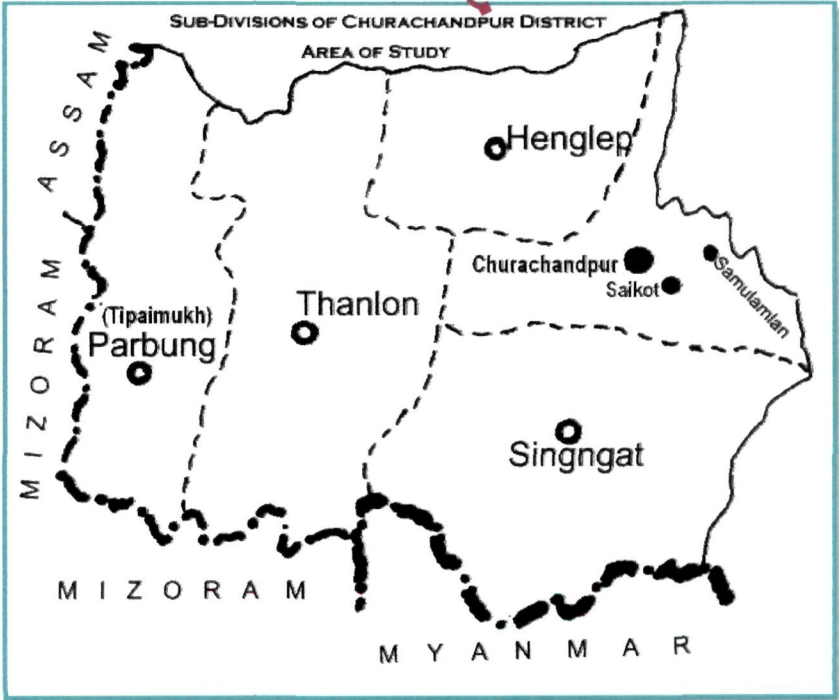 SUB-DIVISIONS OF CHURACHANDPUR DISTRICT
AREA OF STUDY
ASSAM
Henglep
Churachandpur
Saikot
Samulamlan
MIZORAM
(Tipaimukh)
Parbung
Thanlon
Singngat
MIZORAM
MYANMAR